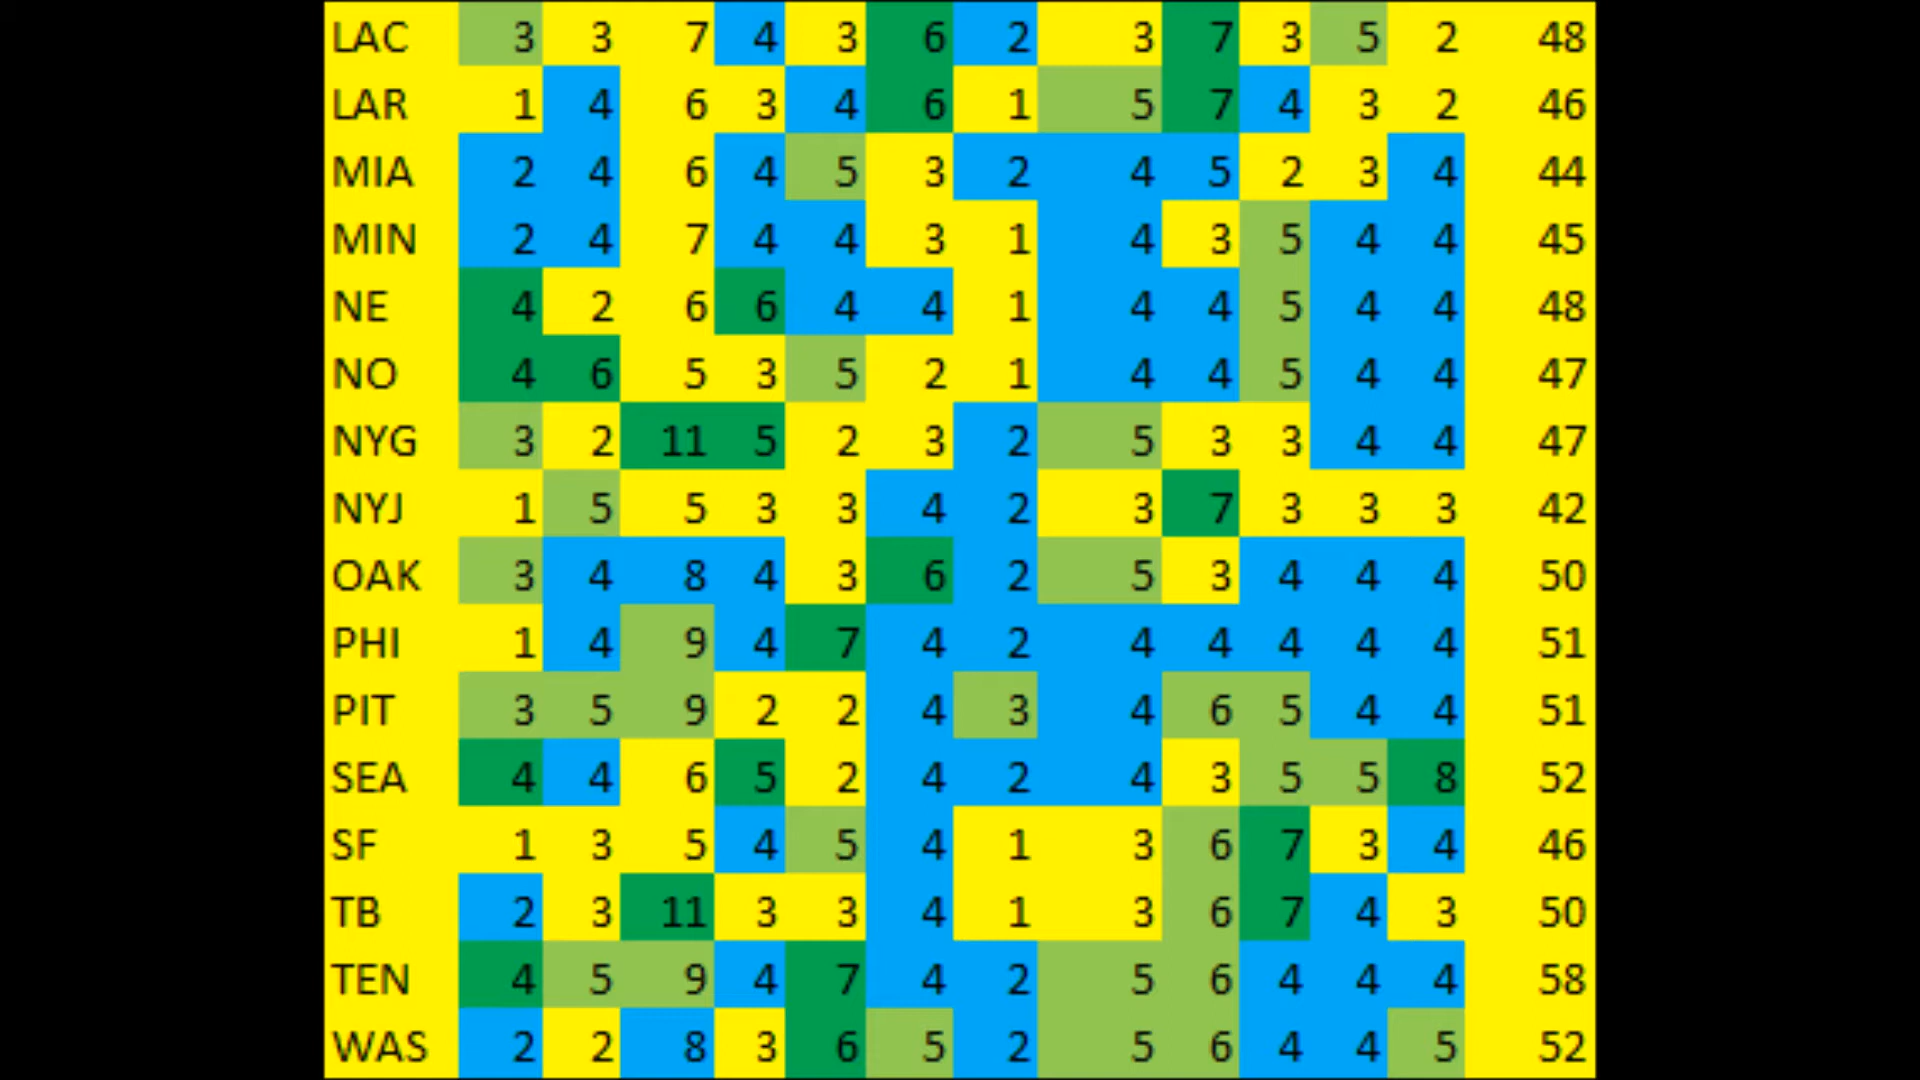 LAC 3 3 7 4 3 6 2 3 7 3 5 2 48
LAR 1 4 6 3 4 6 1 5 7 4 3 2 46
MIA 2 4 6 4 5 3 2 4 5 2 3 4 44
MIN 2 4 7 4 4 3 1 4 3 5 4 4 45
NE 4 2 6 6 4 4 1 4 4 5 4 4 48
NO 4 6 5 3 5 2 1 4 4 5 4 4 47
NYG 3 2 11 5 2 3 2 5 3 3 4 4 47
NYJ 1 5 5 3 3 4 2 3 7 3 3 3 42
OAK 3 4 8 4 3 6 2 5 3 4 4 4 50
PHI 1 4 9 4 7 4 2 4 4 4 4 4 51
PIT 3 5 9 2 2 4 3 4 6 5 4 4 51
SEA 4 4 6 5 2 4 2 4 3 5 5 8 52
SF 1 3 5 4 5 4 1 3 6 7 3 4 46
TB 2 3 11 3 3 4 1 3 6 7 4 3 50
TEN 4 5 9 4 7 4 2 5 6 4 4 4 58
WAS 2 2 8 3 6 5 2 5 6 4 4 5 52